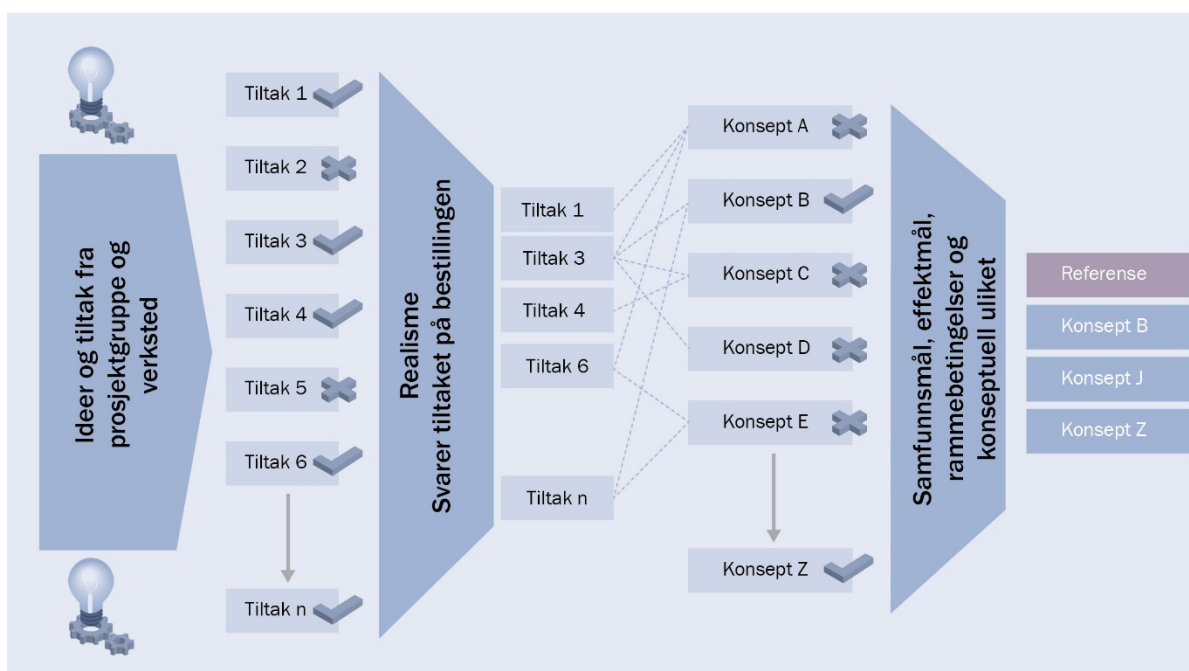 Ideer og tiltak fra
prosjektgruppe og
verksted
Tiltak 1
Tiltak 2
Tiltak 3
Tiltak 4
Tiltak 5
Tiltak 6
Tiltak n
Realisme
Svarer tiltaket på bestillingen
Tiltak 1
Tiltak 3
Tiltak 4
Tiltak 6
Tiltak n
Konsept A
Konsept B
Konsept C
Konsept D
Konsept E
Konsept Z
Samfunnsmål, effektmål,
rammebetingelser og
konseptuell uliket
Referense
Konsept B
Konsept J
Konsept Z